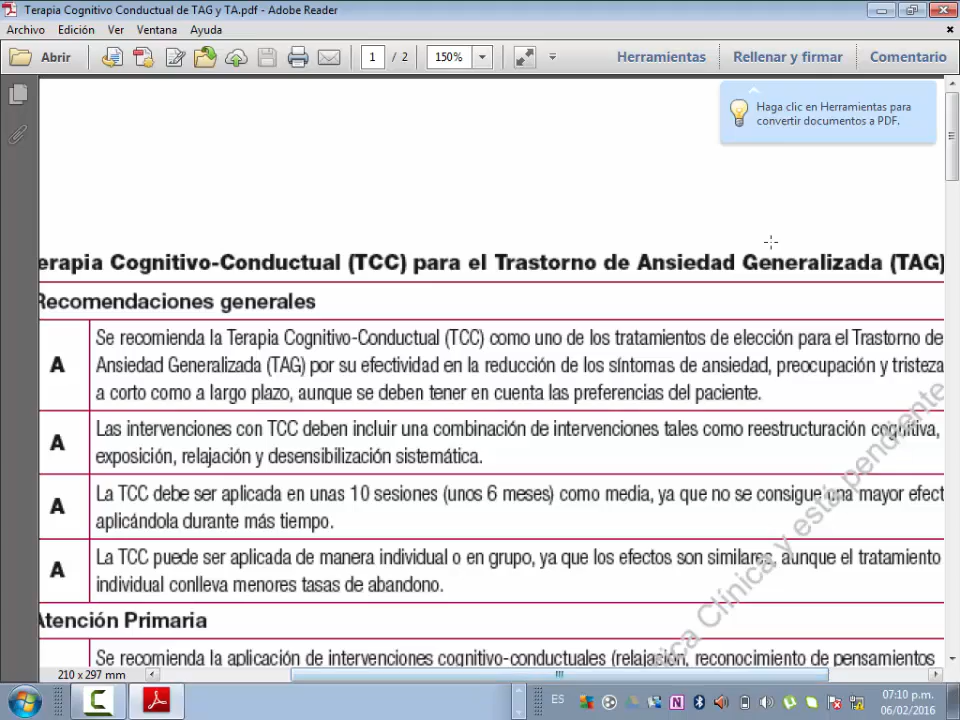 Terapia Cognitivo Conductual de TAG y TA.pdf - Adobe Reader
Archivo Edición Ver Ventana Ayuda
Abrir 1 / 2 150% Herramientas Rellenar y firmar Comentario
Haga clic en Herramientas para
convertir documentos a PDF.
erapia Cognitivo-Conductual (TCC) para el Trastorno de Ansiedad Generalizada (TAG)
Recomendaciones generales
A
Se recomienda la Terapia Cognitivo-Conductual (TCC) como uno de los tratamientos de elección para el Trastorno de
Ansiedad Generalizada (TAG) por su efectividad en la reducción de los síntomas de ansiedad, preocupación y tristeza
a corto como a largo plazo, aunque se deben tener en cuenta las preferencias del paciente.
A
Las intervenciones con TCC deben incluir una combinación de intervenciones tales como reestructuración cognitiva,
exposición, relajación y desensibilización sistemática.
A
La TCC debe ser aplicada en unas 10 sesiones (unos 6 meses) como media, ya que no se consigue una mayor efect
aplicándola durante más tiempo.
A
La TCC puede ser aplicada de manera individual o en grupo, ya que los efectos son similares, aunque el tratamiento
individual conlleva menores tasas de abandono.
Atención Primaria
Se recomienda la aplicación de intervenciones cognitivo-conductuales (relajación, reconocimiento de pensamientos
ica Clínica y está pendiente
210 x 297 mm
ES
07:10 p.m.
06/02/2016